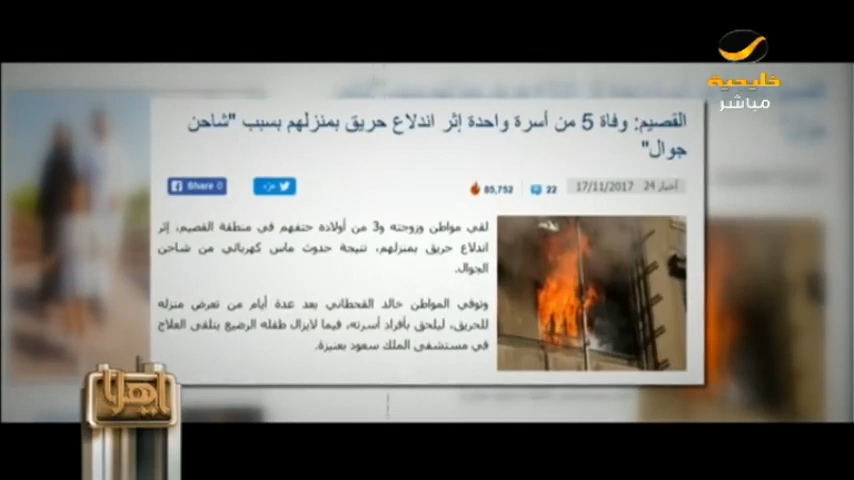 خليجية
مباشر
القصيم: وفاة 5 من أسرة واحدة إثر اندلاع حريق بمنزلهم بسبب "شاحن
جوال"
أخبار 24
17/11/2017
22
85,752
غرّد
Share 0
لقي مواطن وزوجته و3 من أولاده حتفهم في منطقة القصيم، إثر
اندلاع حريق بمنزلهم، نتيجة حدوث ماس كهربائي من شاحن
الجوال.
وتوفي المواطن خالد القحطاني بعد عدة أيام من تعرض منزله
للحريق، ليلحق بأفراد أسرته، فيما لايزال طفله الرضيع يتلقى العلاج
في مستشفى الملك سعود بعنيزة.
ياهلا